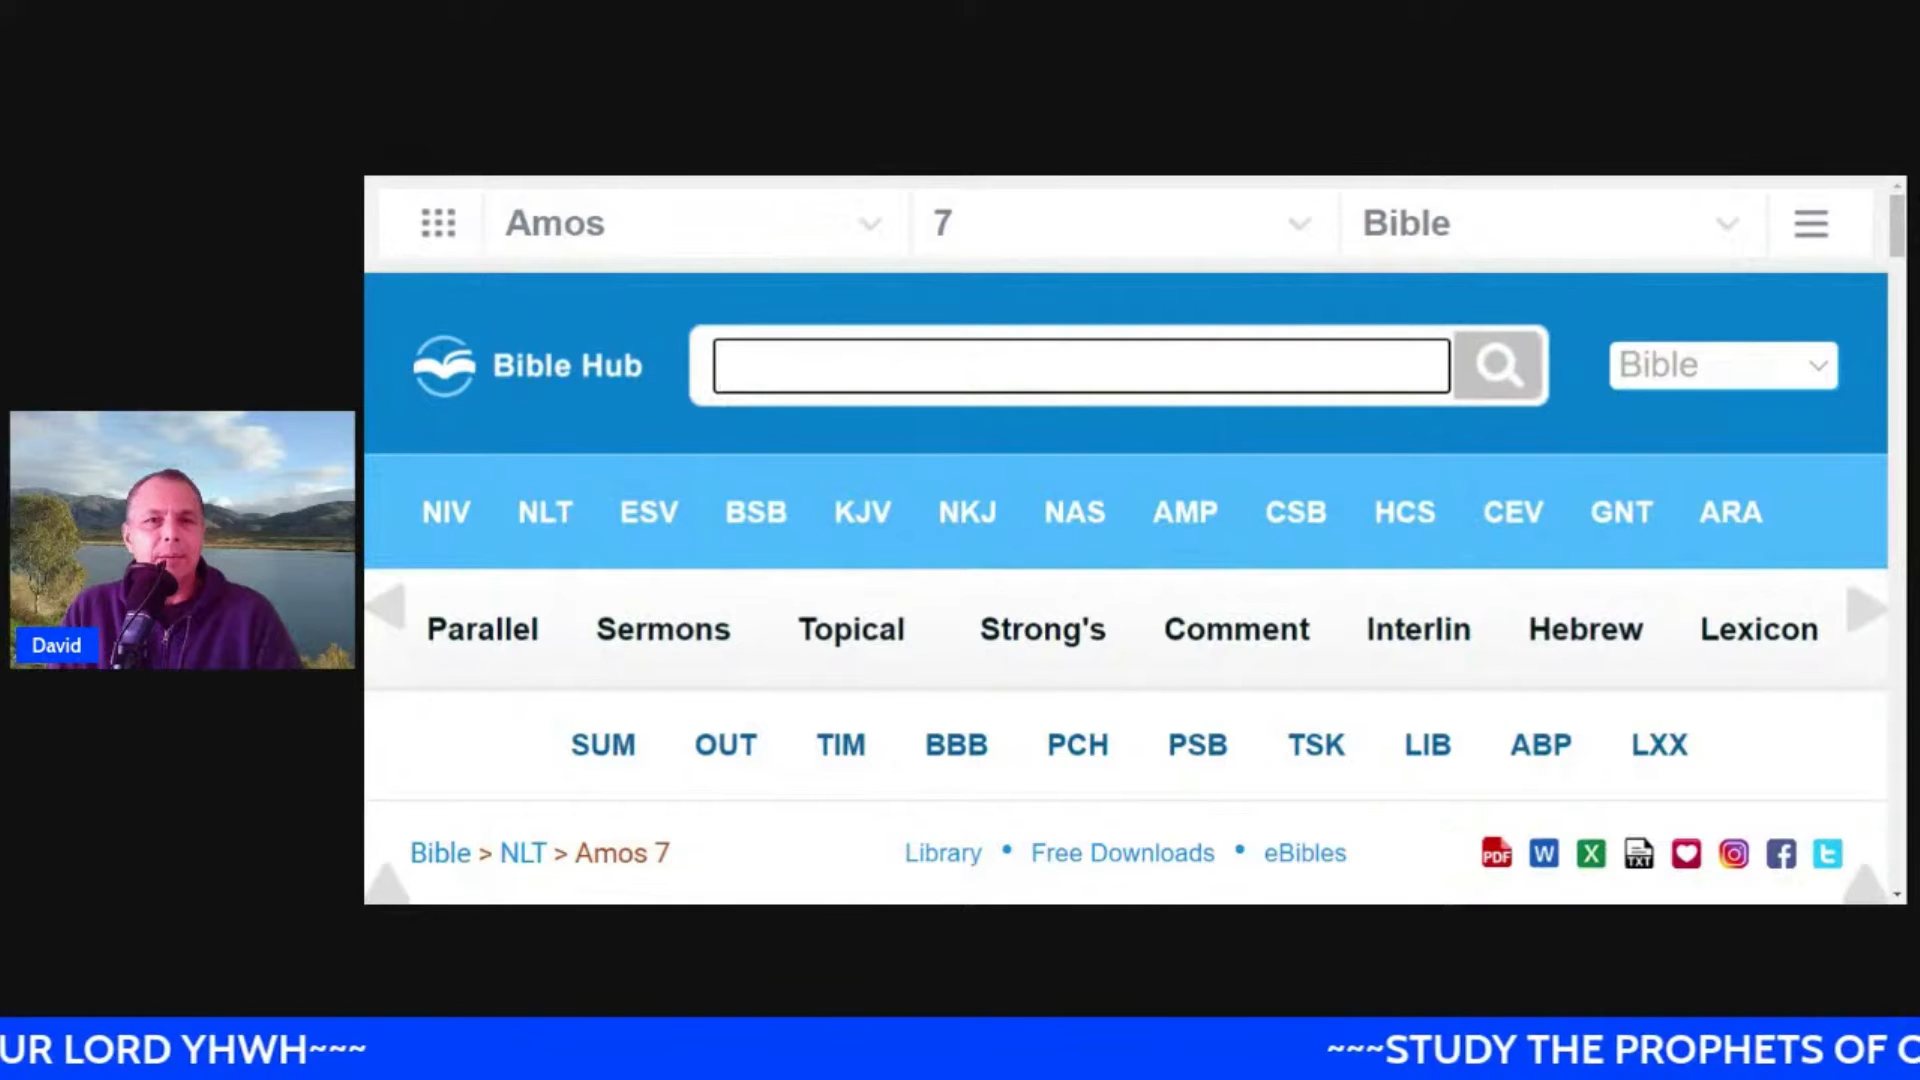 Amos 7 Bible
Bible Hub Bible
NIV NLT ESV BSB KJV NKJ NAS AMP CSB HCS CEV GNT ARA
Parallel Sermons Topical Strong's Comment Interlin Hebrew Lexicon
David
SUM OUT TIM BBB PCH PSB TSK LIB ABP LXX
Bible > NLT > Amos 7 Library • Free Downloads • eBibles PDF W X TXT f t
UR LORD YHWH~~~ ~~~STUDY THE PROPHETS OF O